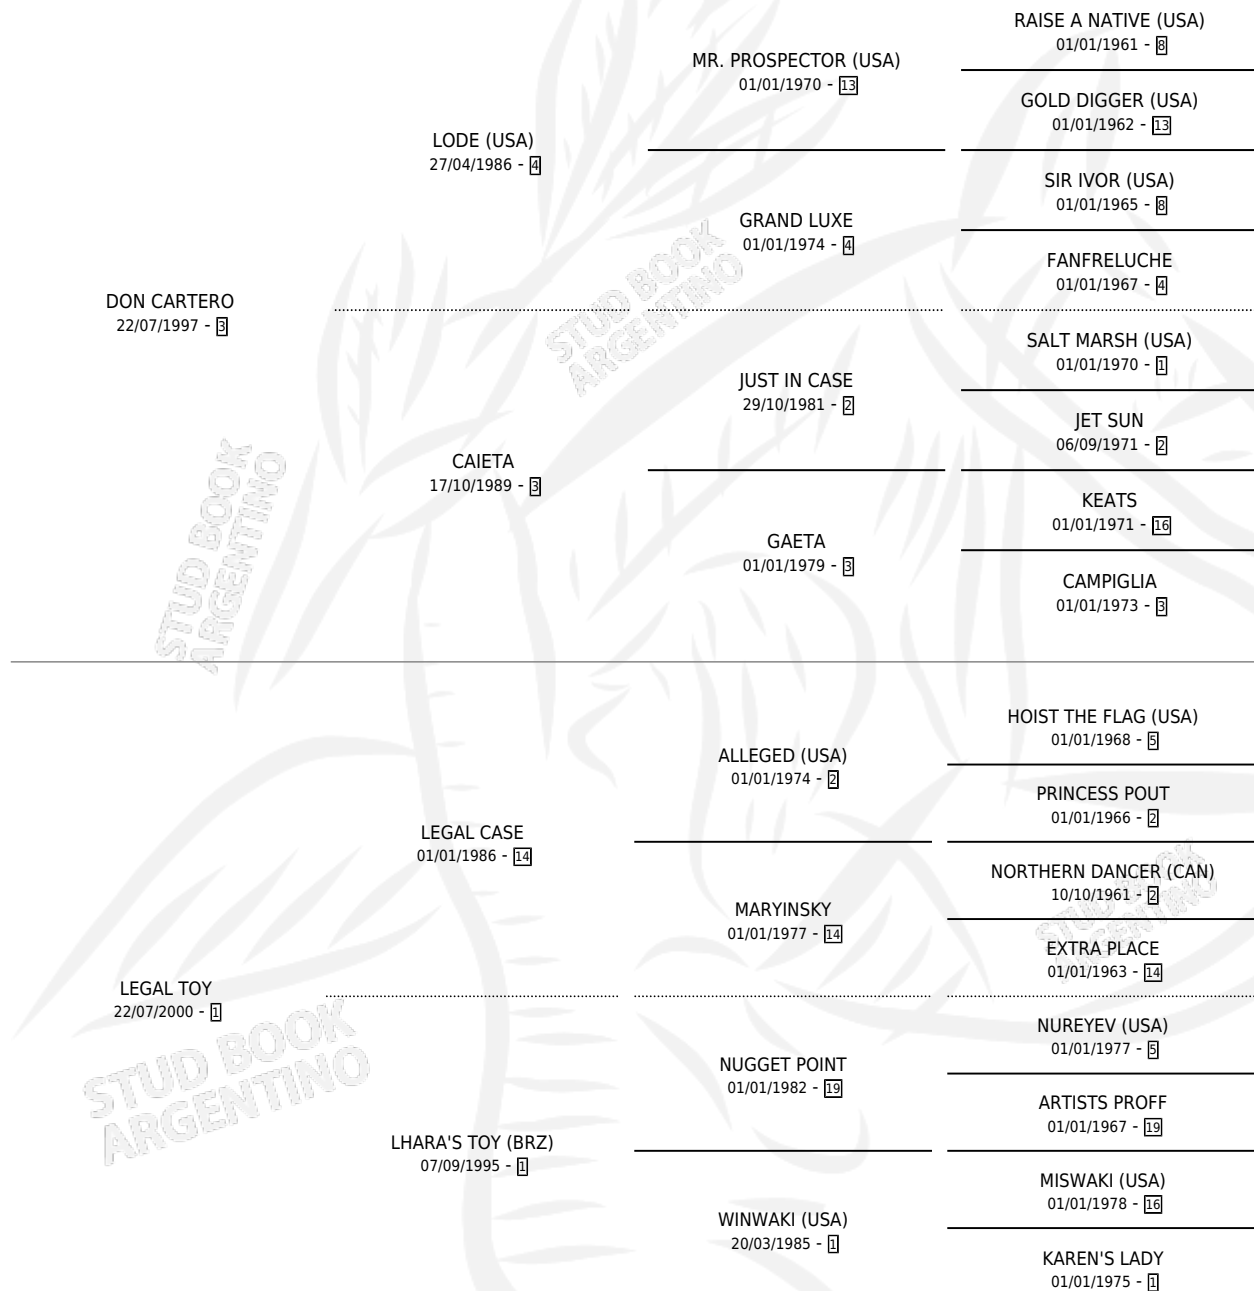 RAISE A NATIVE (USA)
01/01/1961 - 8
MR. PROSPECTOR (USA)
01/01/1970 - 13
GOLD DIGGER (USA)
01/01/1962 - 13
LODE (USA)
27/04/1986 - 4
SIR IVOR (USA)
01/01/1965 - 8
GRAND LUXE
01/01/1974 - 4
FANFRELUCHE
01/01/1967 - 4
DON CARTERO
22/07/1997 - 3
SALT MARSH (USA)
01/01/1970 - 1
JUST IN CASE
29/10/1981 - 2
JET SUN
06/09/1971 - 2
CAIETA
17/10/1989 - 3
KEATS
01/01/1971 - 16
GAETA
01/01/1979 - 3
CAMPIGLIA
01/01/1973 - 3
HOIST THE FLAG (USA)
01/01/1968 - 5
ALLEGED (USA)
01/01/1974 - 2
PRINCESS POUT
01/01/1966 - 2
LEGAL CASE
01/01/1986 - 14
NORTHERN DANCER (CAN)
10/10/1961 - 2
MARYINSKY
01/01/1977 - 14
EXTRA PLACE
01/01/1963 - 14
LEGAL TOY
22/07/2000 - 1
NUREYEV (USA)
01/01/1977 - 5
NUGGET POINT
01/01/1982 - 19
ARTISTS PROFF
01/01/1967 - 19
LHARA'S TOY (BRZ)
07/09/1995 - 1
MISWAKI (USA)
01/01/1978 - 16
WINWAKI (USA)
20/03/1985 - 1
KAREN'S LADY
01/01/1975 - 1
STUD BOOK
ARGENTINO
STUD BOOK
ARGENTINO
STUD BOOK
ARGENTINO
STUD BOOK
ARGENTINO